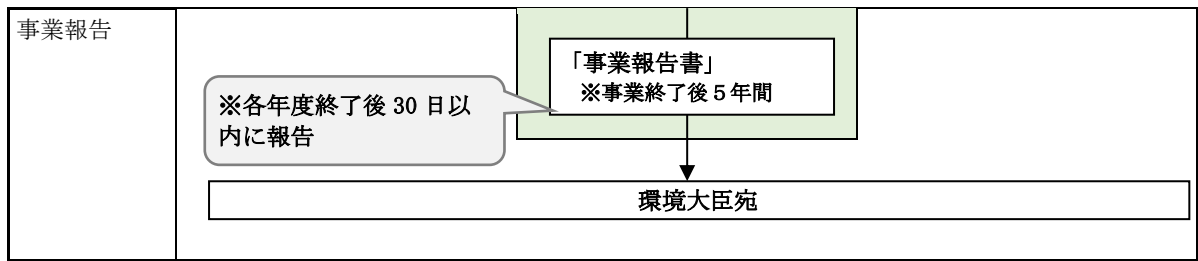 事業報告
「事業報告書」
※事業終了後５年間
※各年度終了後 30 日以
内に報告
環境大臣宛